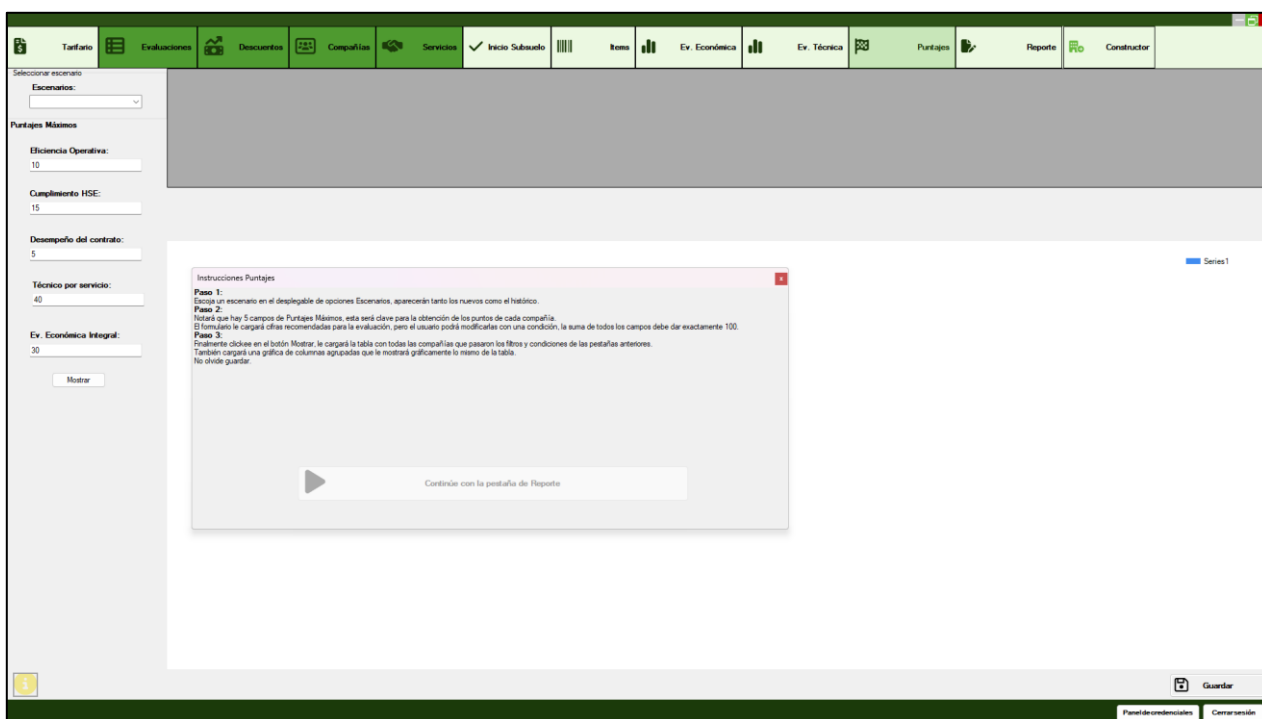 Tarifario
Evaluaciones
Descuentos
Compañías
Servicios
Inicio Subsuelo
Items
Ev. Económica
Ev. Técnica
Puntajes
Reporte
Constructor
Seleccionar escenario
Escenarios:
Puntajes Máximos
Eficiencia Operativa:
10
Cumplimiento HSE:
15
Desempeño del contrato:
5
Técnico por servicio:
40
Ev. Económica Integral:
30
Mostrar
Series1
Instrucciones Puntajes
Paso 1:
Escoja un escenario en el desplegable de opciones Escenarios, aparecerán tanto los nuevos como el histórico.
Paso 2:
Notará que hay 5 campos de Puntajes Máximos, esta será clave para la obtención de los puntos de cada compañía.
El formulario le cargará cifras recomendadas para la evaluación, pero el usuario podrá modificarlas con una condición, la suma de todos los campos debe dar exactamente 100.
Paso 3:
Finalmente clickee en el botón Mostrar, le cargará la tabla con todas las compañías que pasaron los filtros y condiciones de las pestañas anteriores.
También cargará una gráfica de columnas agrupadas que le mostrará gráficamente lo mismo de la tabla.
No olvide guardar.
Continúe con la pestaña de Reporte
Guardar
Panel de credenciales
Cerrar sesión